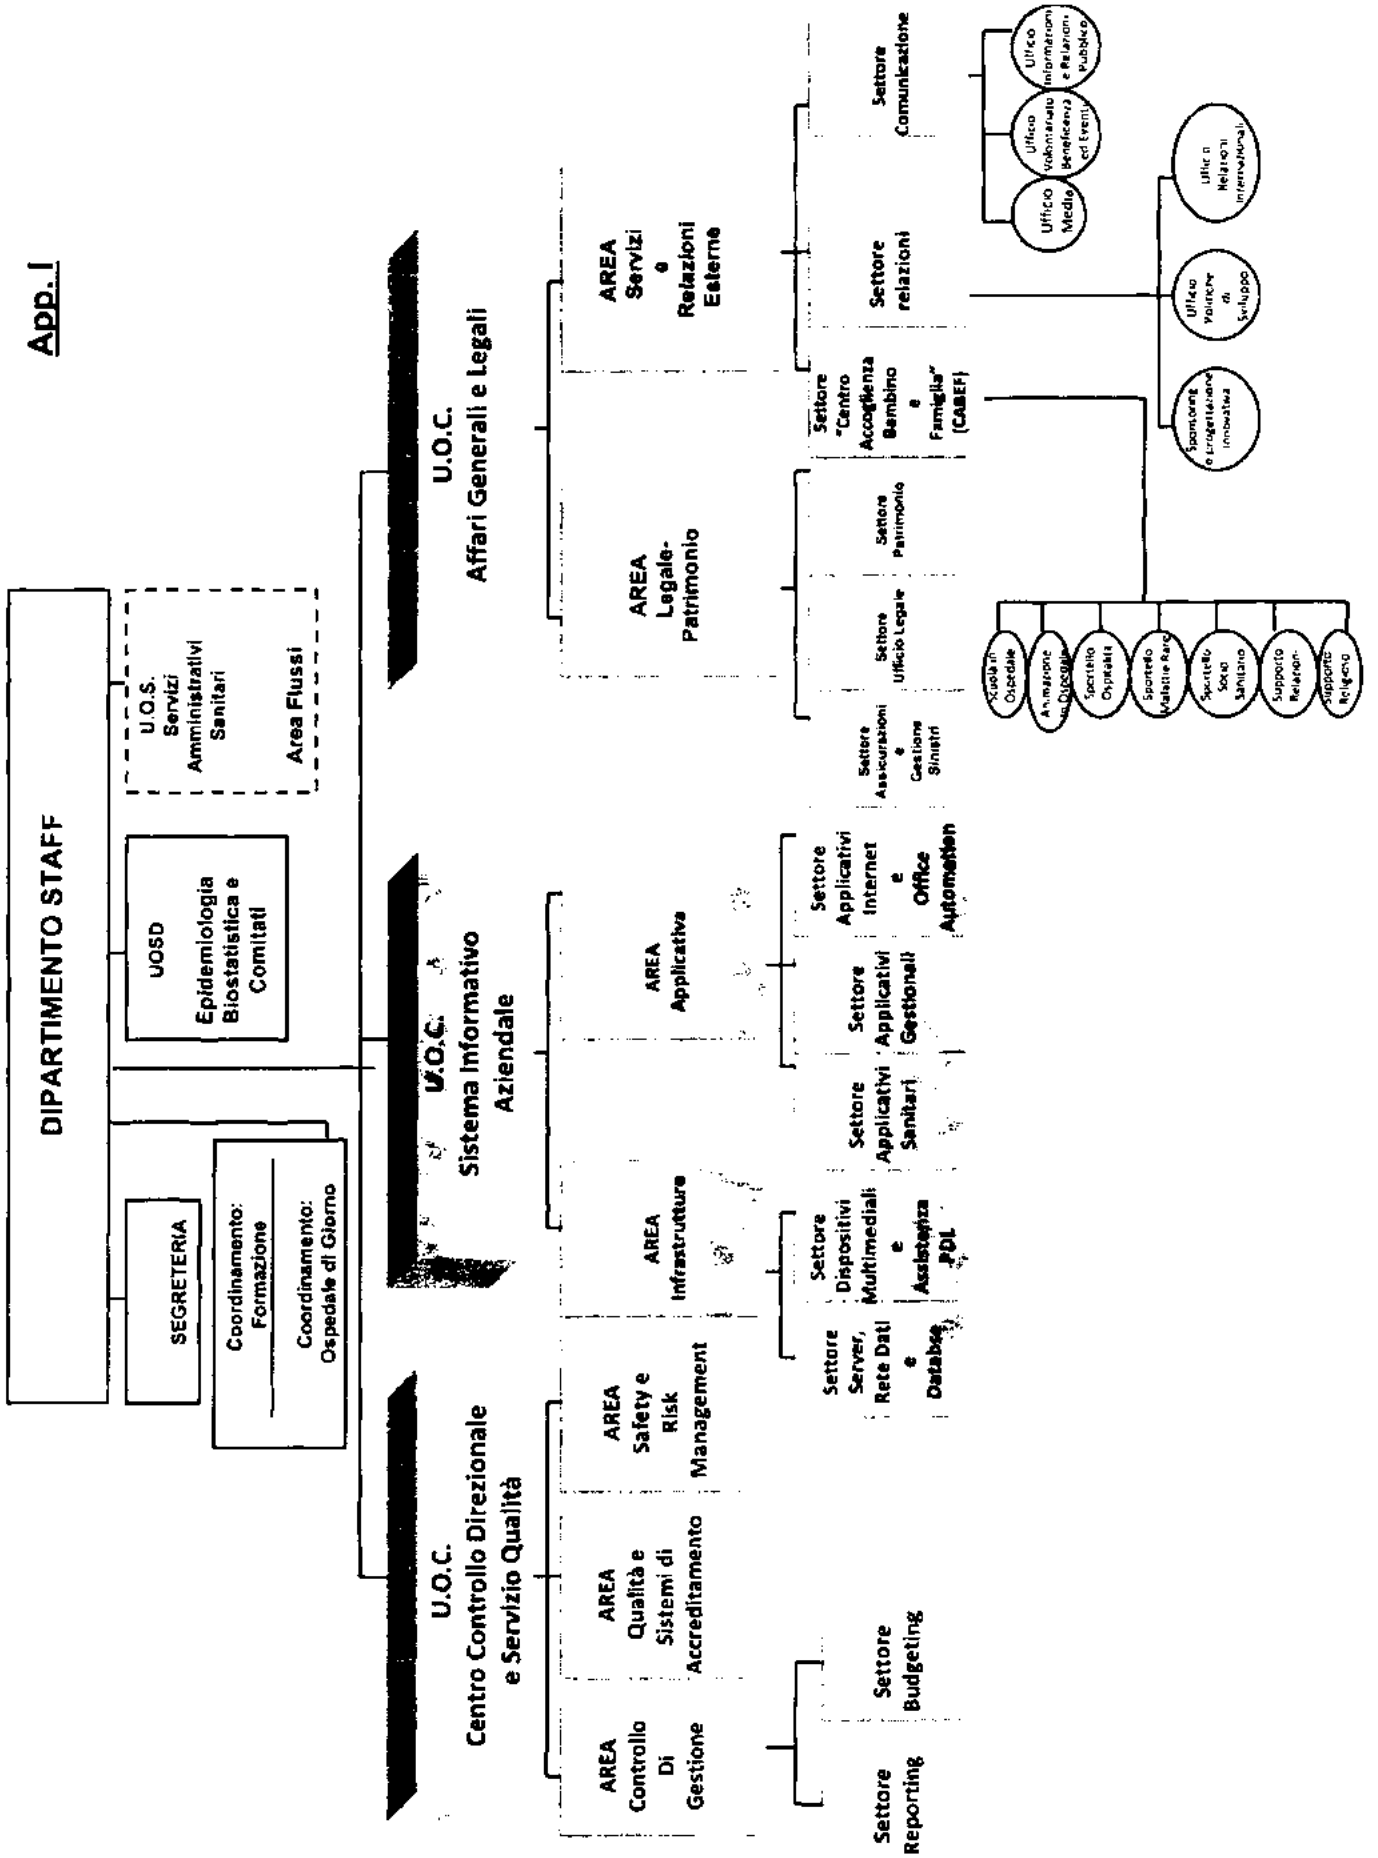 App. I
DIPARTIMENTO STAFF
SEGRETERIA
Coordinamento:
Formazione
Coordinamento:
Ospedale di Giorno
UOSD
Epidemiologia
Biostatistica e
Comitati
U.O.S.
Servizi
Amministrativi
Sanitari
Area Flussi
U.O.C.
Centro Controllo Direzionale
e Servizio Qualità
U.O.C.
Sistema Informativo
Aziendale
U.O.C.
Affari Generali e Legali
AREA
Controllo
Di
Gestione
AREA
Qualità e
Sistemi di
Accreditamento
AREA
Safety e
Risk
Management
AREA
Infrastrutture
AREA
Applicativa
AREA
Legale-
Patrimonio
AREA
Servizi
e
Relazioni
Esterne
Settore
Reporting
Settore
Budgeting
Settore
Server,
Rete Dati
e
Databse
Settore
Dispositivi
Multimediali
e
Assistenza
PDL
Settore
Applicativi
Sanitari
Settore
Applicativi
Gestionali
Settore
Applicativi
Internet
e
Office
Automation
Settore
Assicurazioni
e
Gestione
Sinistri
Settore
Ufficio Legale
Settore
Patrimonio
Settore
"Centro
Accoglienza
Bambino
e
Famiglia"
(CABEF)
Settore
relazioni
Settore
Comunicazione
Scuola in
Ospedale
Animazione
in Ospedale
Sportello
Ospitalità
Sportello
Malattie Rare
Sportello
Socio
Sanitario
Supporto
Relazion.
Supporto
Religioso
Ufficio
Media
Ufficio
Volontariato
Beneficenza
ed Eventi
Ufficio
Informazioni
e Relazioni
Pubblico
Sponsoring
e progettazione
Innovativa
Ufficio
Politiche
di
Sviluppo
Ufficio
Relazioni
Internazionali